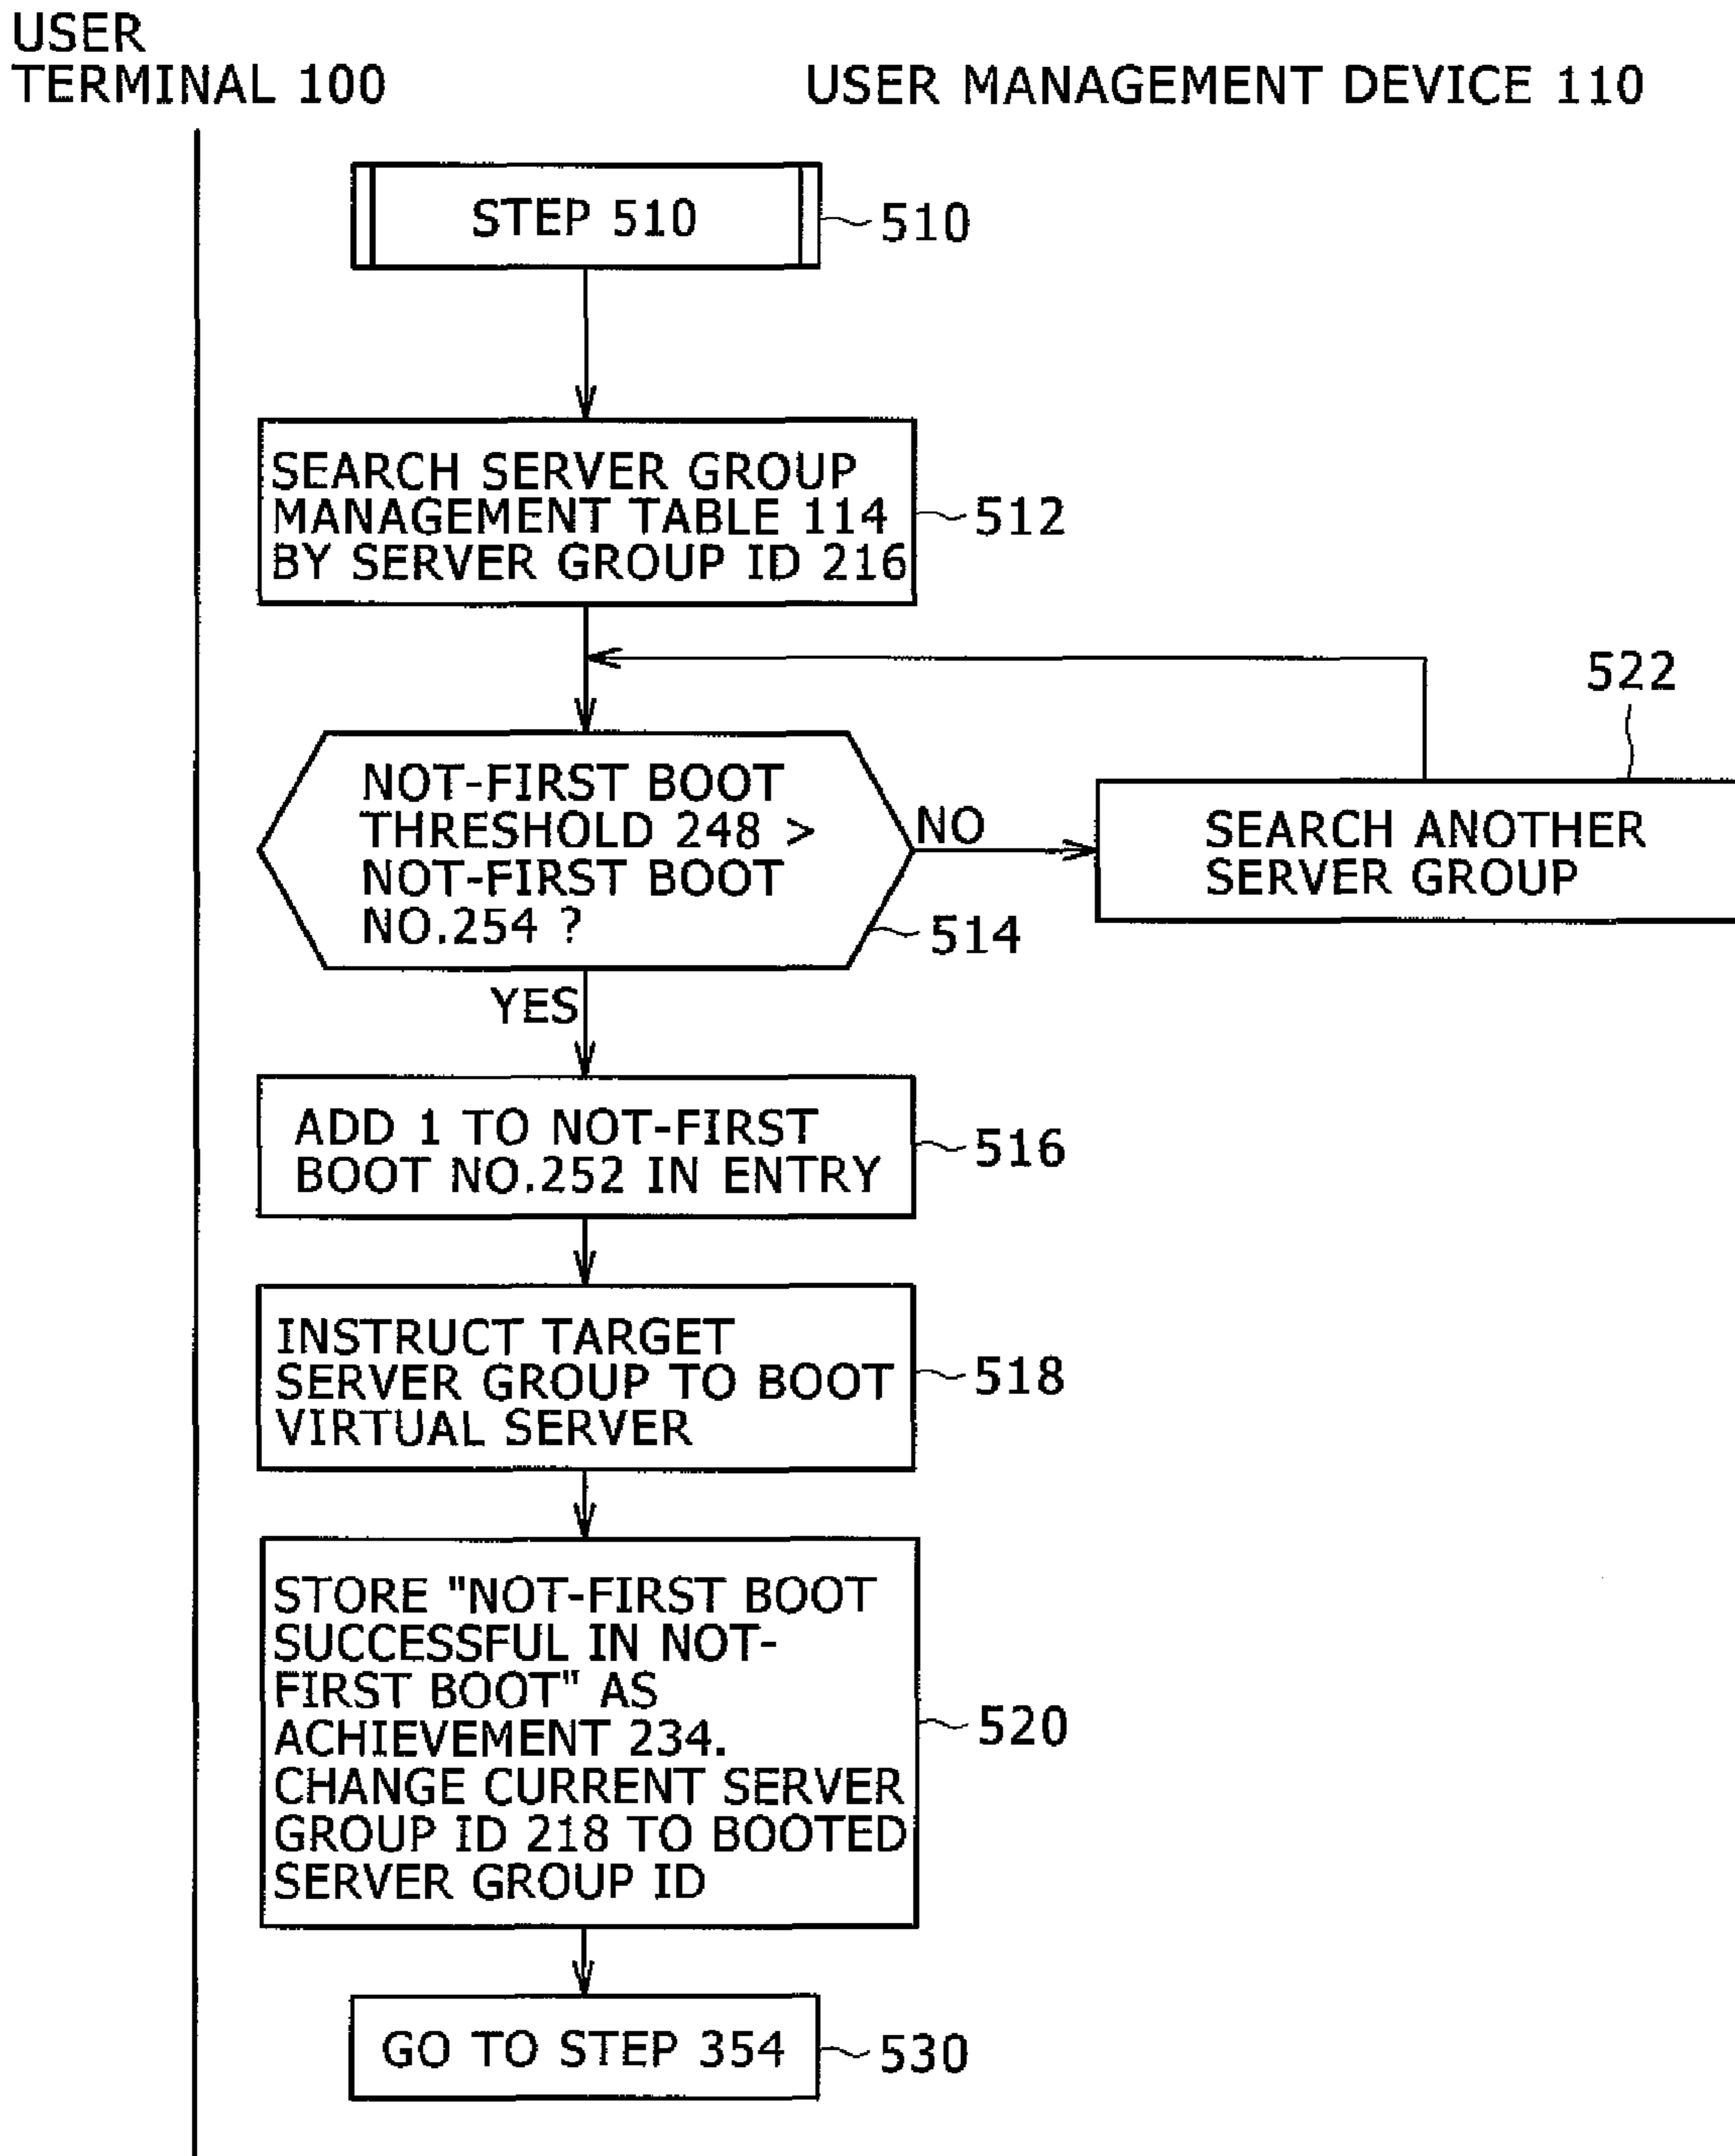 USER
TERMINAL 100
USER MANAGEMENT DEVICE 110
STEP 510
510
SEARCH SERVER GROUP
MANAGEMENT TABLE 114
BY SERVER GROUP ID 216
512
522
NOT-FIRST BOOT
THRESHOLD 248 >
NOT-FIRST BOOT
NO.254 ?
NO
SEARCH ANOTHER
SERVER GROUP
514
YES
ADD 1 TO NOT-FIRST
BOOT NO.252 IN ENTRY
516
INSTRUCT TARGET
SERVER GROUP TO BOOT
VIRTUAL SERVER
518
STORE "NOT-FIRST BOOT
SUCCESSFUL IN NOT-
FIRST BOOT" AS
ACHIEVEMENT 234.
CHANGE CURRENT SERVER
GROUP ID 218 TO BOOTED
SERVER GROUP ID
520
GO TO STEP 354
530